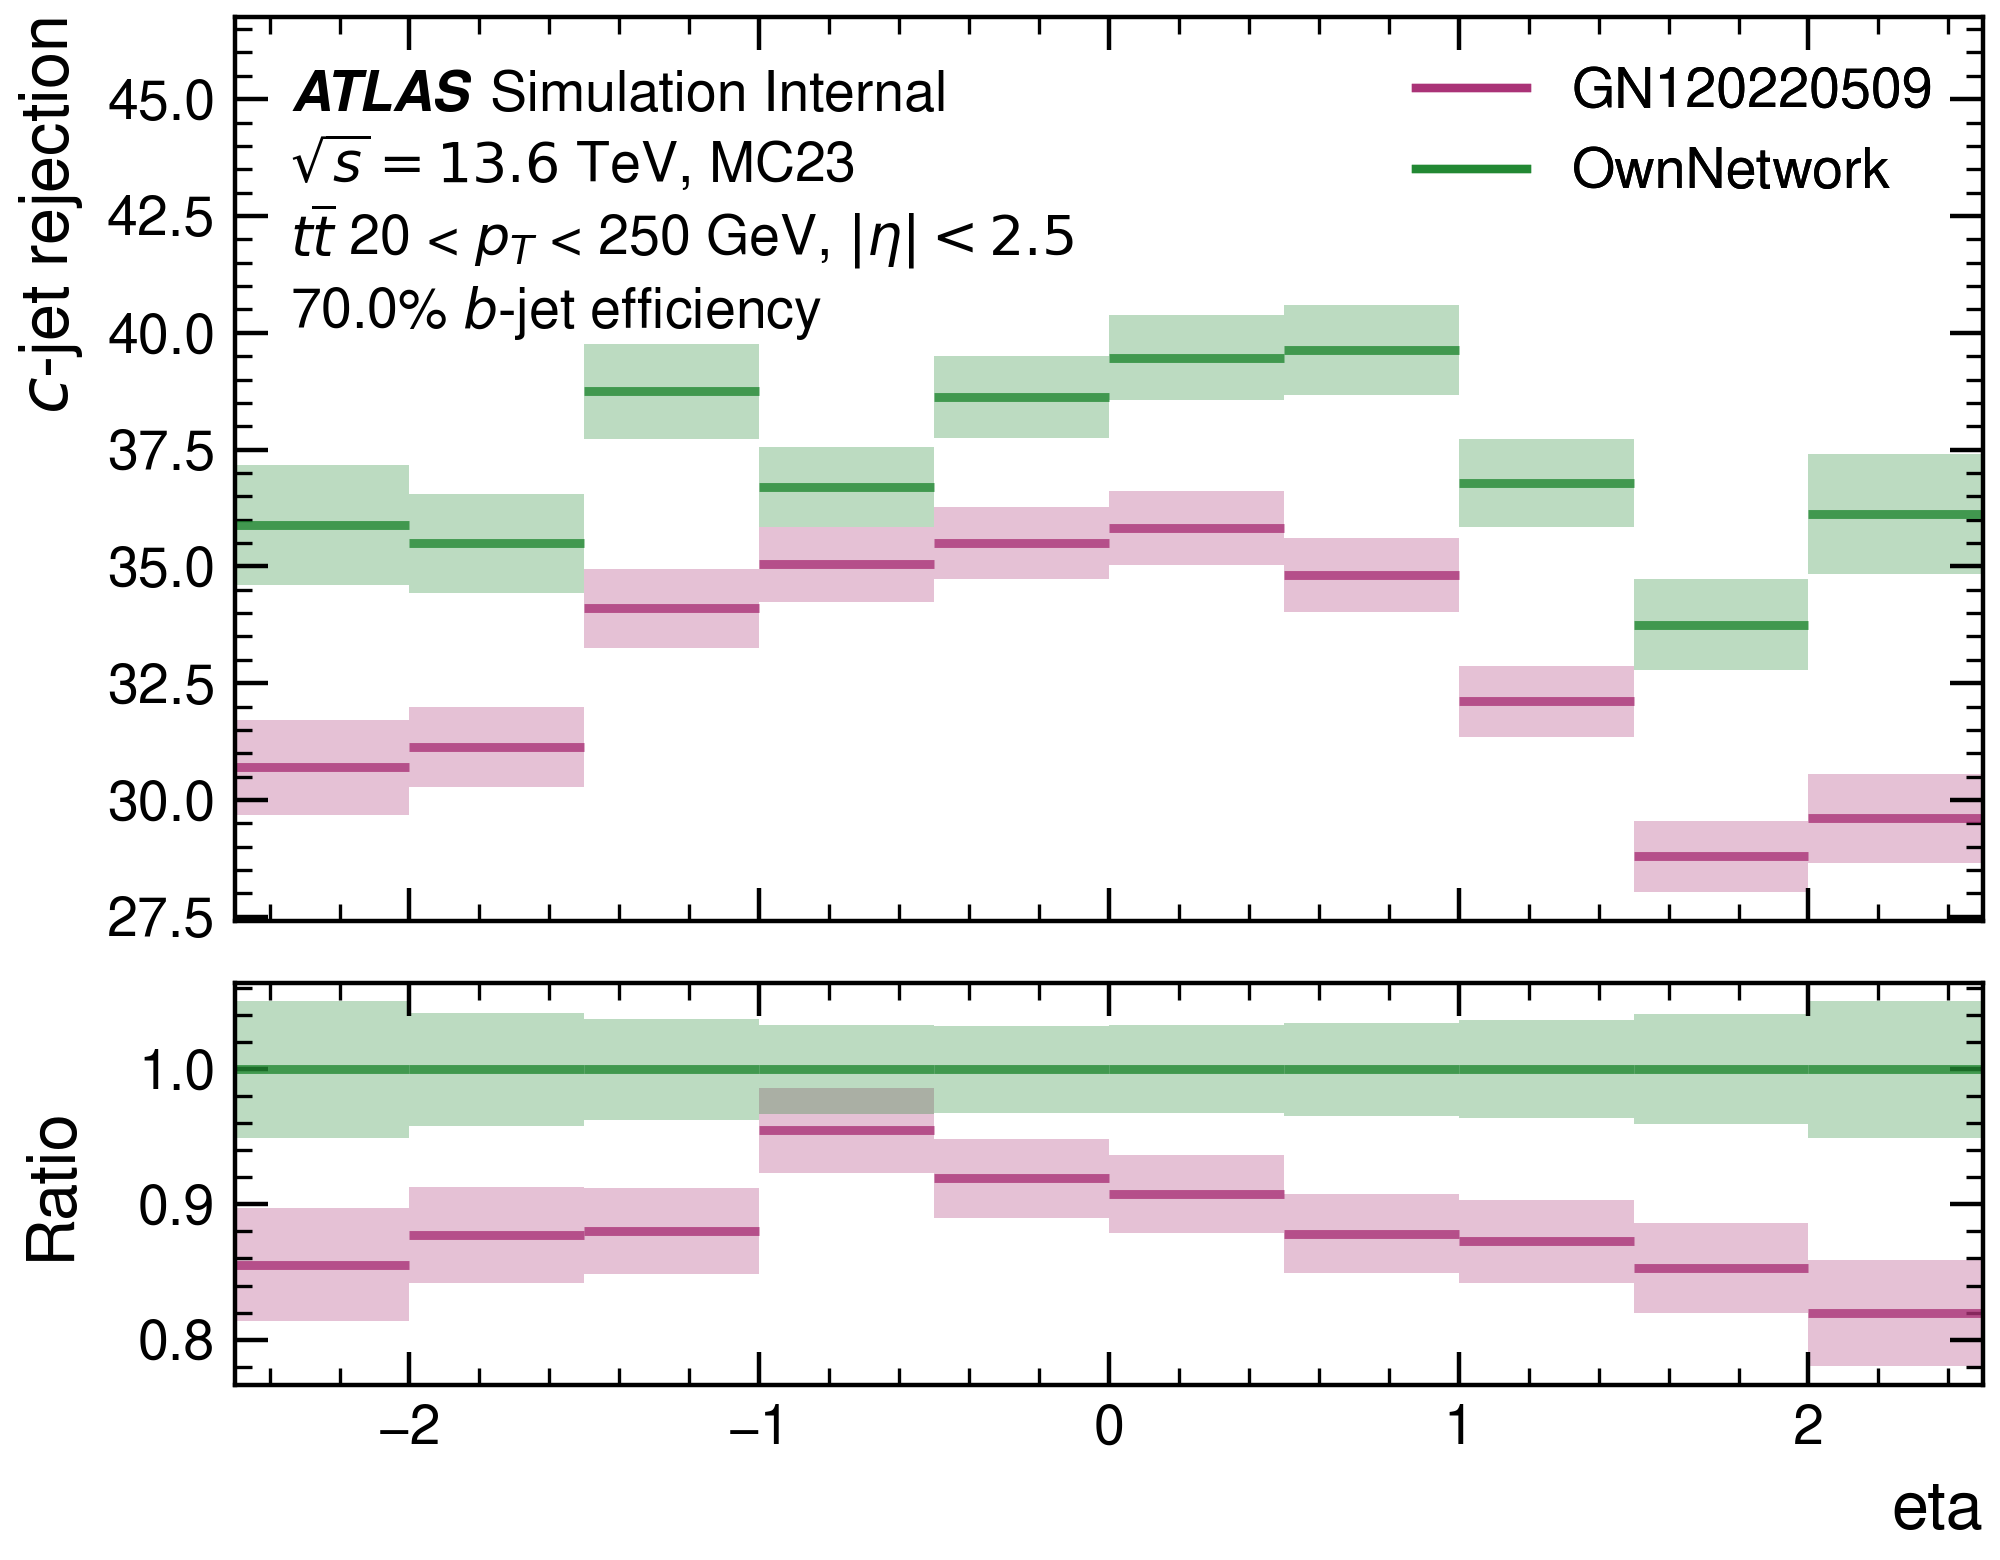 c-jet rejection
45.0
42.5
40.0
37.5
35.0
32.5
30.0
27.5
ATLAS Simulation Internal
√s = 13.6 TeV, MC23
tt̅ 20 < p_T < 250 GeV, |η| < 2.5
70.0% b-jet efficiency
GN120220509
OwnNetwork
Ratio
1.0
0.9
0.8
−2 −1 0 1 2
eta